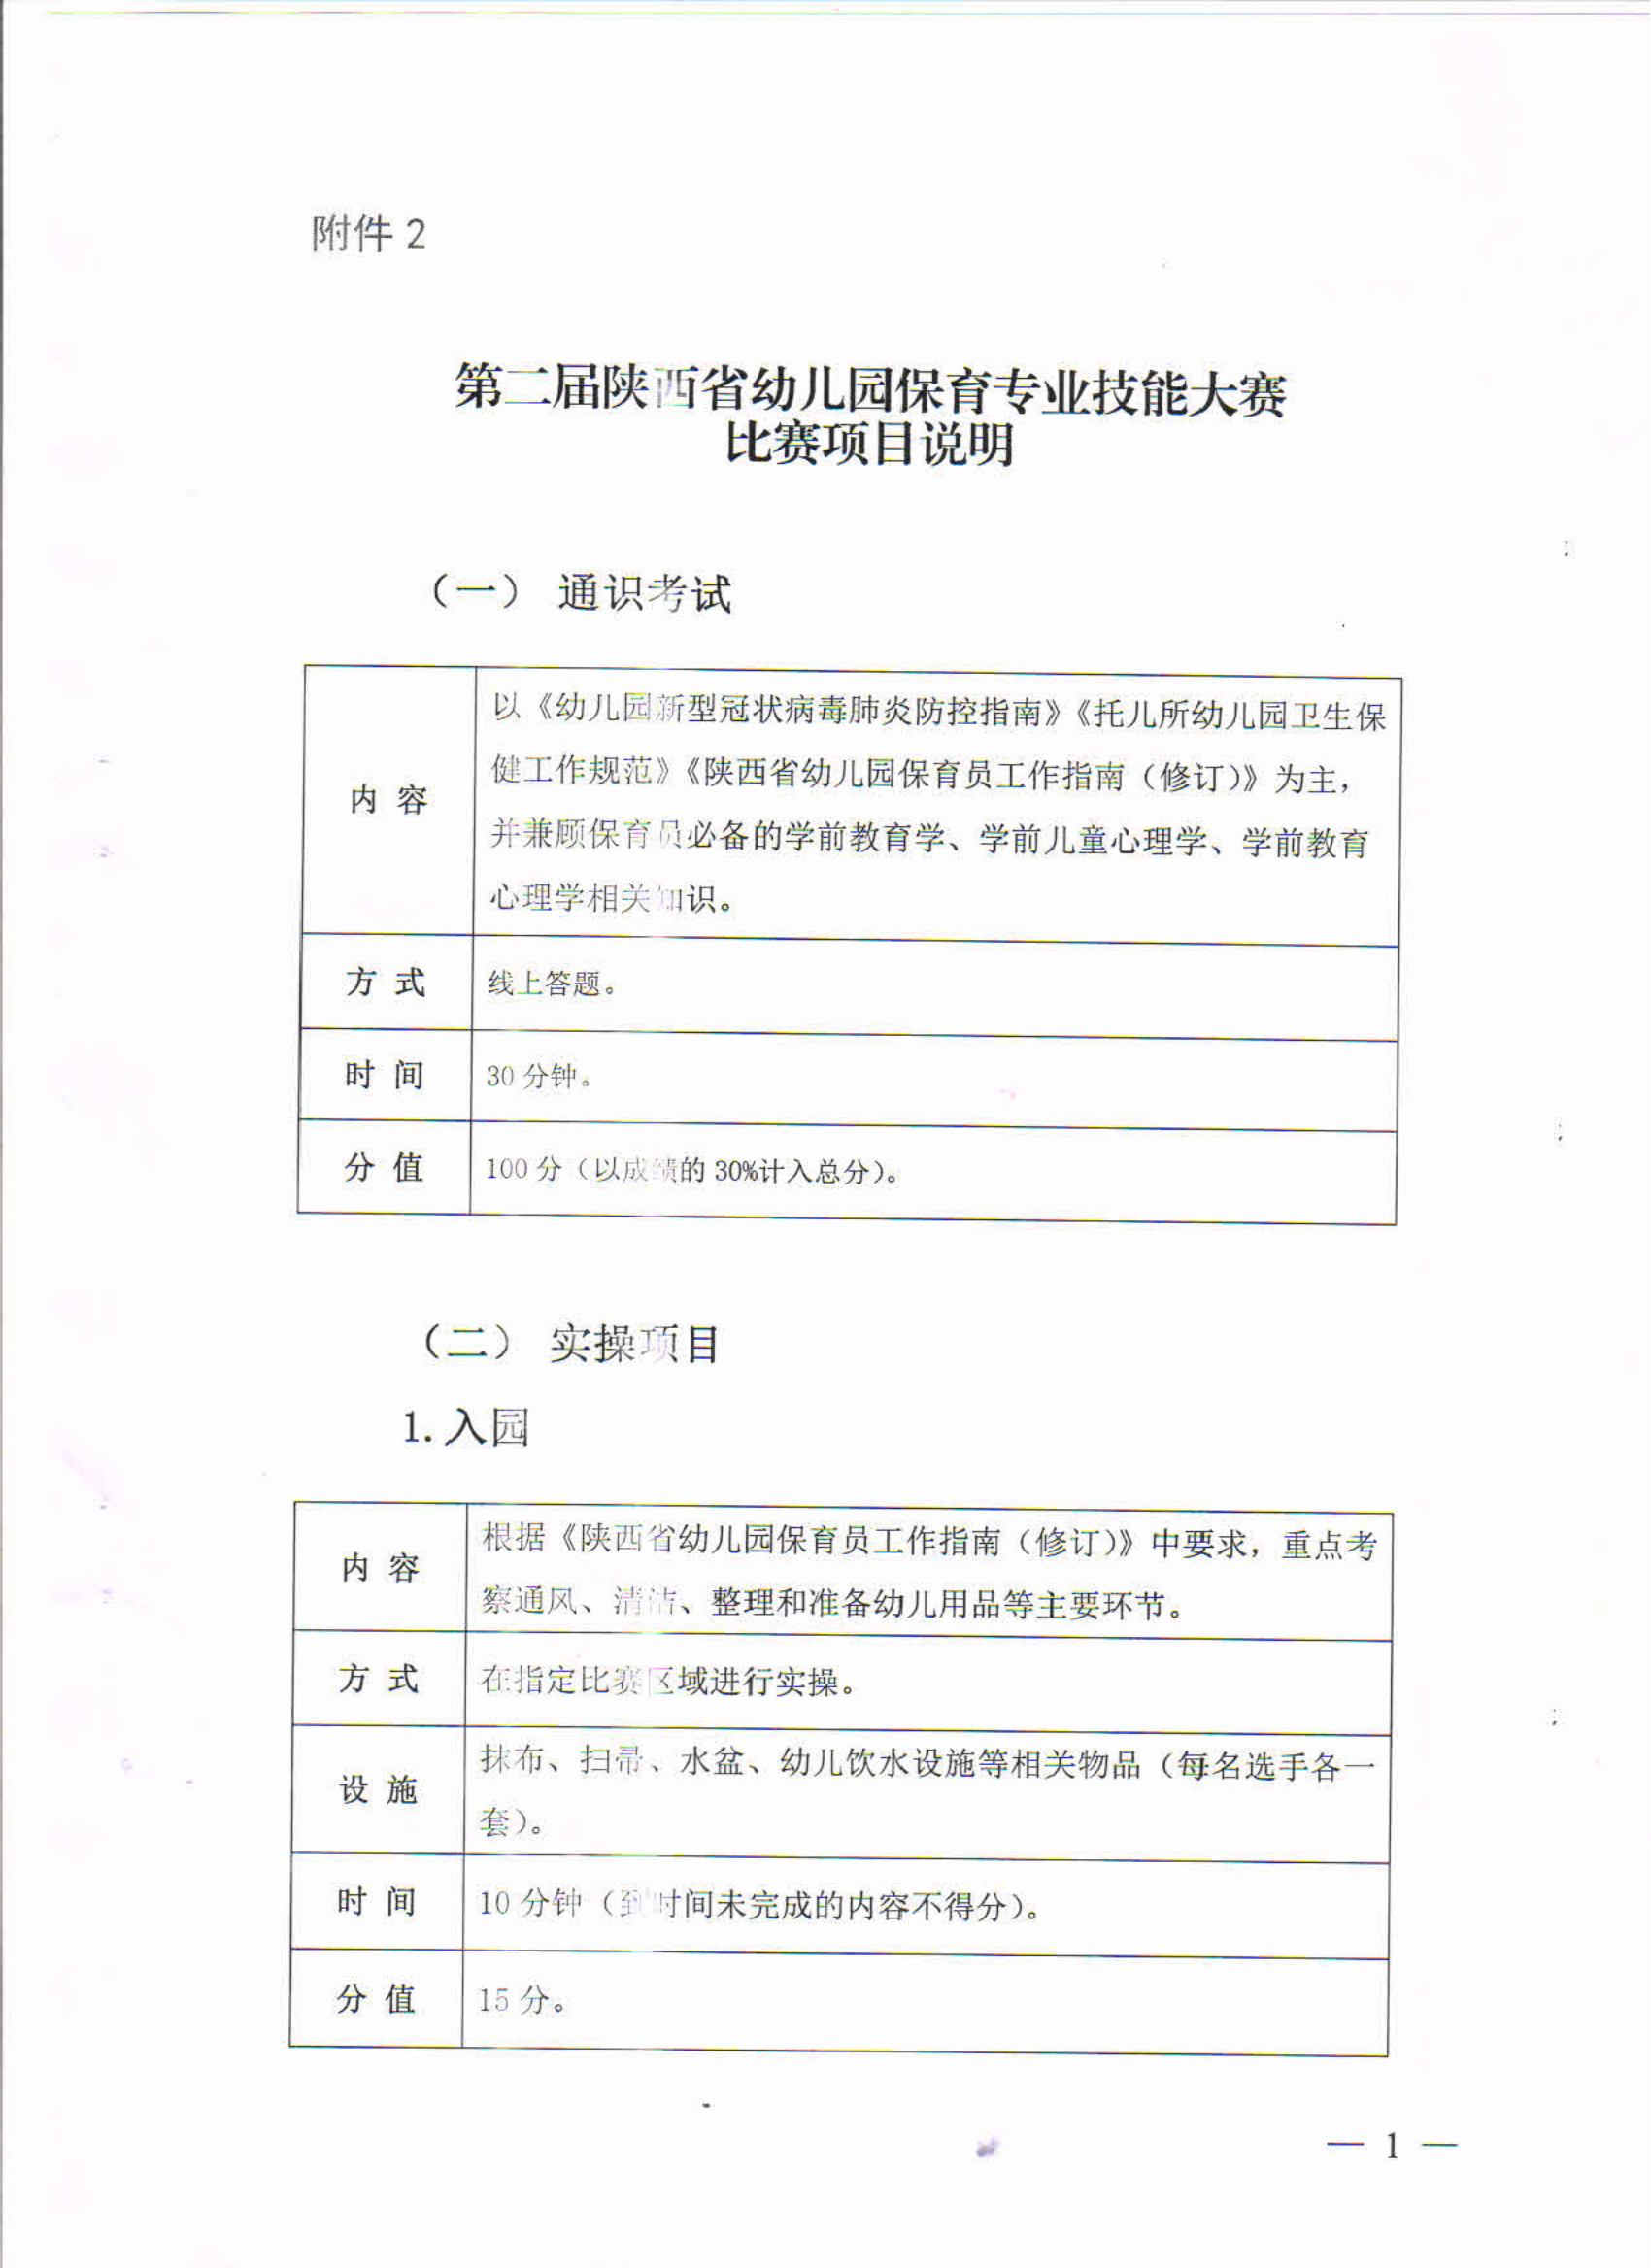 附件 2
第二届陕西省幼儿园保育专业技能大赛
比赛项目说明
（一） 通识考试
内 容
以《幼儿园新型冠状病毒肺炎防控指南》《托儿所幼儿园卫生保
健工作规范》《陕西省幼儿园保育员工作指南（修订）》为主，
并兼顾保育员必备的学前教育学、学前儿童心理学、学前教育
心理学相关知识。
方 式
线上答题。
时 间
30 分钟。
分 值
100 分（以成绩的 30%计入总分）。
（二） 实操项目
1. 入园
内 容
根据《陕西省幼儿园保育员工作指南（修订）》中要求，重点考
察通风、清洁、整理和准备幼儿用品等主要环节。
方 式
在指定比赛区域进行实操。
设 施
抹布、扫帚、水盆、幼儿饮水设施等相关物品（每名选手各一
套）。
时 间
10 分钟（到时间未完成的内容不得分）。
分 值
15 分。
— 1 —